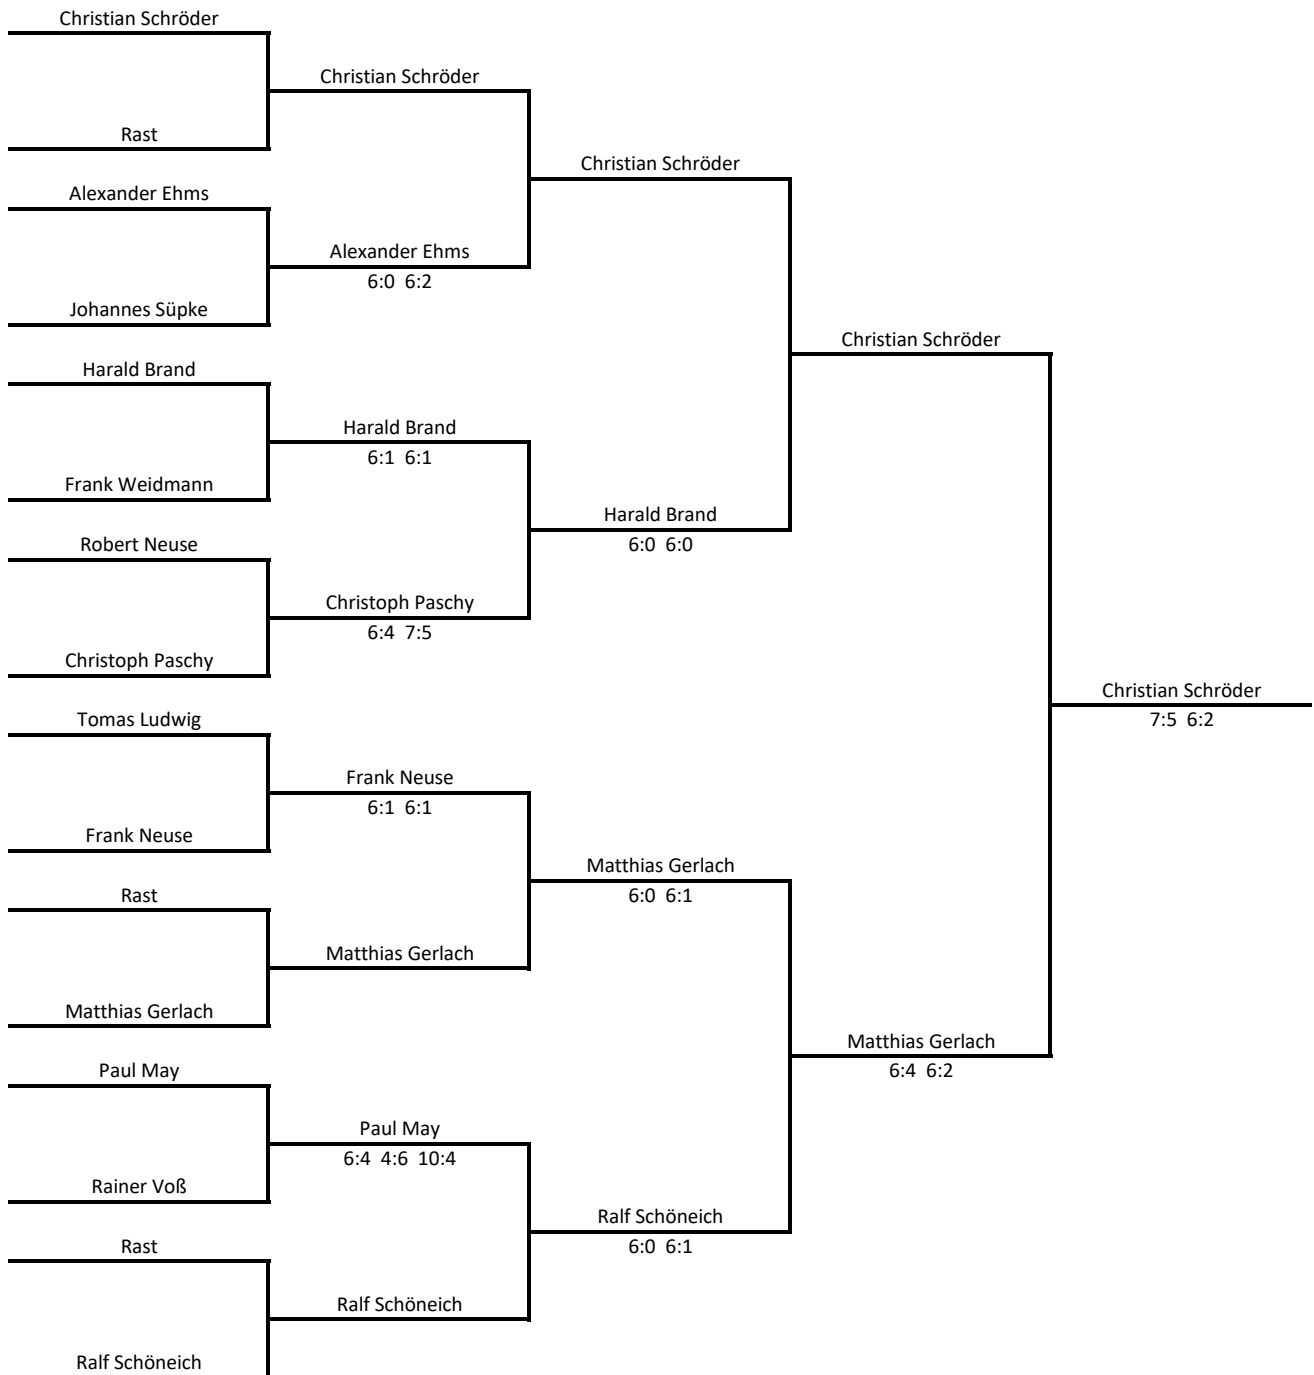 Christian Schröder
Christian Schröder
Rast
Christian Schröder
Alexander Ehms
Alexander Ehms
6:0 6:2
Johannes Süpke
Christian Schröder
Harald Brand
Harald Brand
6:1 6:1
Frank Weidmann
Harald Brand
6:0 6:0
Robert Neuse
Christoph Paschy
6:4 7:5
Christoph Paschy
Christian Schröder
7:5 6:2
Tomas Ludwig
Frank Neuse
6:1 6:1
Frank Neuse
Matthias Gerlach
6:0 6:1
Rast
Matthias Gerlach
Matthias Gerlach
Matthias Gerlach
6:4 6:2
Paul May
Paul May
6:4 4:6 10:4
Rainer Voß
Ralf Schöneich
6:0 6:1
Rast
Ralf Schöneich
Ralf Schöneich